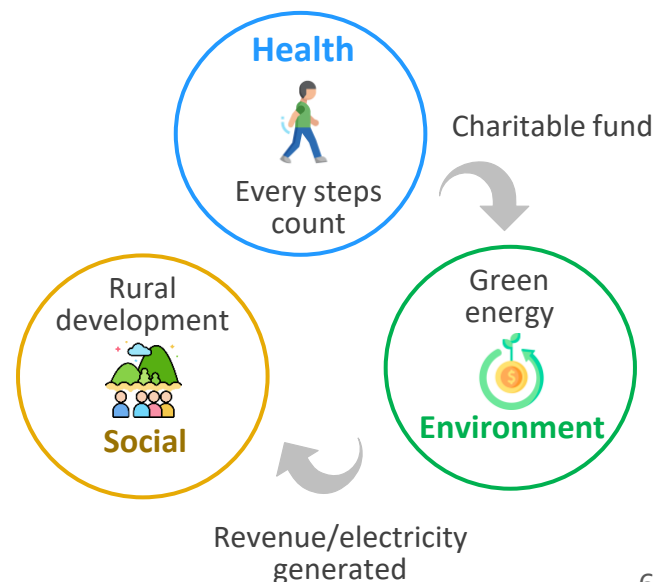 Health
Every steps
count
Charitable fund
Green
energy
$
Environment
Revenue/electricity
generated
Rural
development
Social